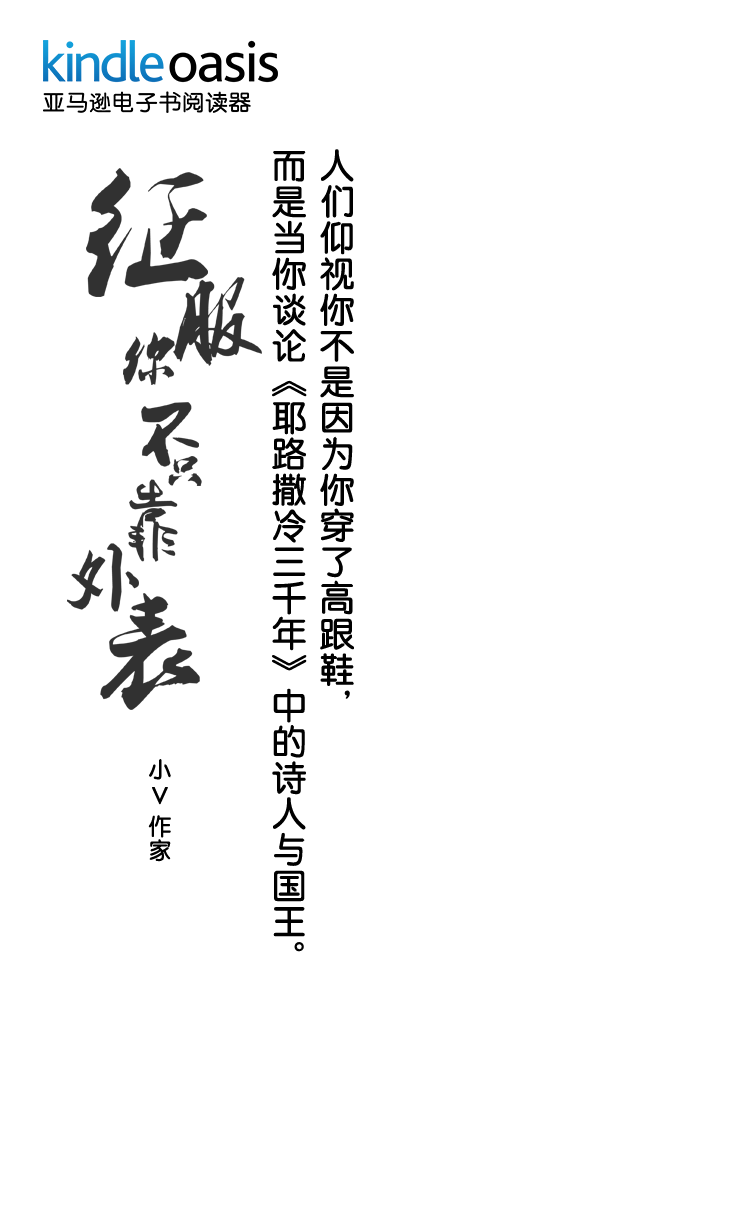 kindle oasis
亚马逊电子书阅读器
人们仰视你不是因为你穿了高跟鞋，
而是当你谈论《耶路撒冷三千年》中的诗人与国王。
征服你不只靠外表
小V 作家